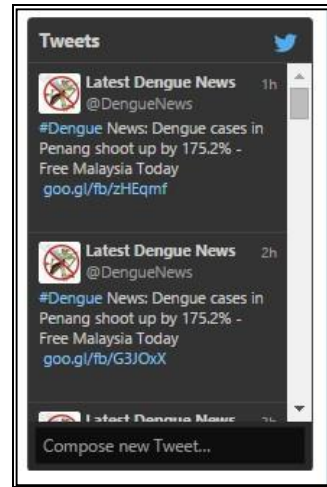 Tweets
Latest Dengue News 1h
@DengueNews
#Dengue News: Dengue cases in
Penang shoot up by 175.2% -
Free Malaysia Today
goo.gl/fb/zHEqmf
Latest Dengue News 2h
@DengueNews
#Dengue News: Dengue cases in
Penang shoot up by 175.2% -
Free Malaysia Today
goo.gl/fb/G3JOxX
Latest Dengue News
Compose new Tweet...